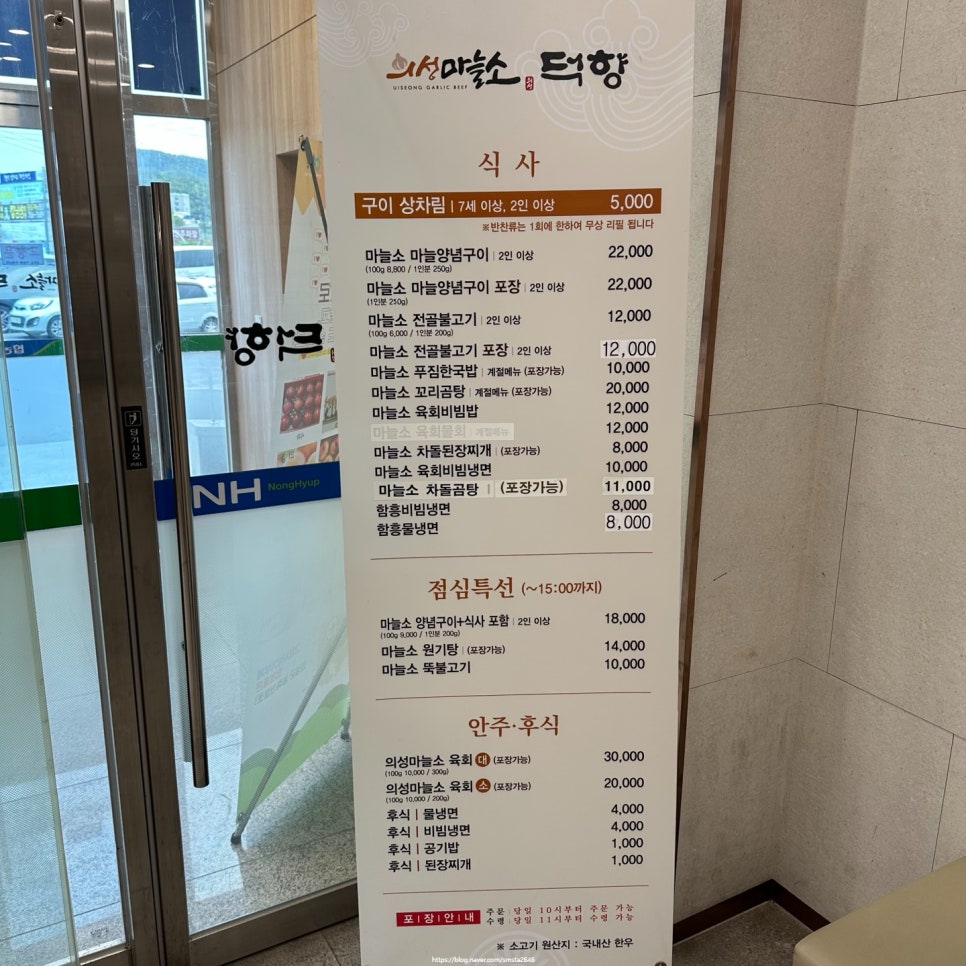 의성마늘소 덕향
UISEONG GARLIC BEEF
식사
구이 상차림 | 7세 이상, 2인 이상 5,000
※반찬류는 1회에 한하여 무상 리필 됩니다
마늘소 마늘양념구이 | 2인 이상 22,000
(100g 8,800 / 1인분 250g)
마늘소 마늘양념구이 포장 | 2인 이상 22,000
(1인분 250g)
마늘소 전골불고기 | 2인 이상 12,000
(100g 6,000 / 1인분 200g)
마늘소 전골불고기 포장 | 2인 이상 12,000
마늘소 푸짐한국밥 | 계절메뉴 (포장가능) 10,000
마늘소 꼬리곰탕 | 계절메뉴 (포장가능) 20,000
마늘소 육회비빔밥 12,000
마늘소 육회물회 | 계절메뉴 12,000
마늘소 차돌된장찌개 | (포장가능) 8,000
마늘소 육회비빔냉면 10,000
마늘소 차돌곰탕 | (포장가능) 11,000
함흥비빔냉면 8,000
함흥물냉면 8,000
점심특선 (~15:00까지)
마늘소 양념구이+식사 포함 | 2인 이상 18,000
(100g 9,000 / 1인분 200g)
마늘소 원기탕 | (포장가능) 14,000
마늘소 뚝불고기 10,000
안주·후식
의성마늘소 육회 대 (포장가능) 30,000
(100g 10,000 / 300g)
의성마늘소 육회 소 (포장가능) 20,000
(100g 10,000 / 200g)
후식 | 물냉면 4,000
후식 | 비빔냉면 4,000
후식 | 공기밥 1,000
후식 | 된장찌개 1,000
포|장|안|내 주문 | 당일 10시부터 주문 가능
수령 | 당일 11시부터 수령 가능
※ 소고기 원산지 : 국내산 한우
당기시오
NH NongHyup
https://blog.naver.com/smsta2646